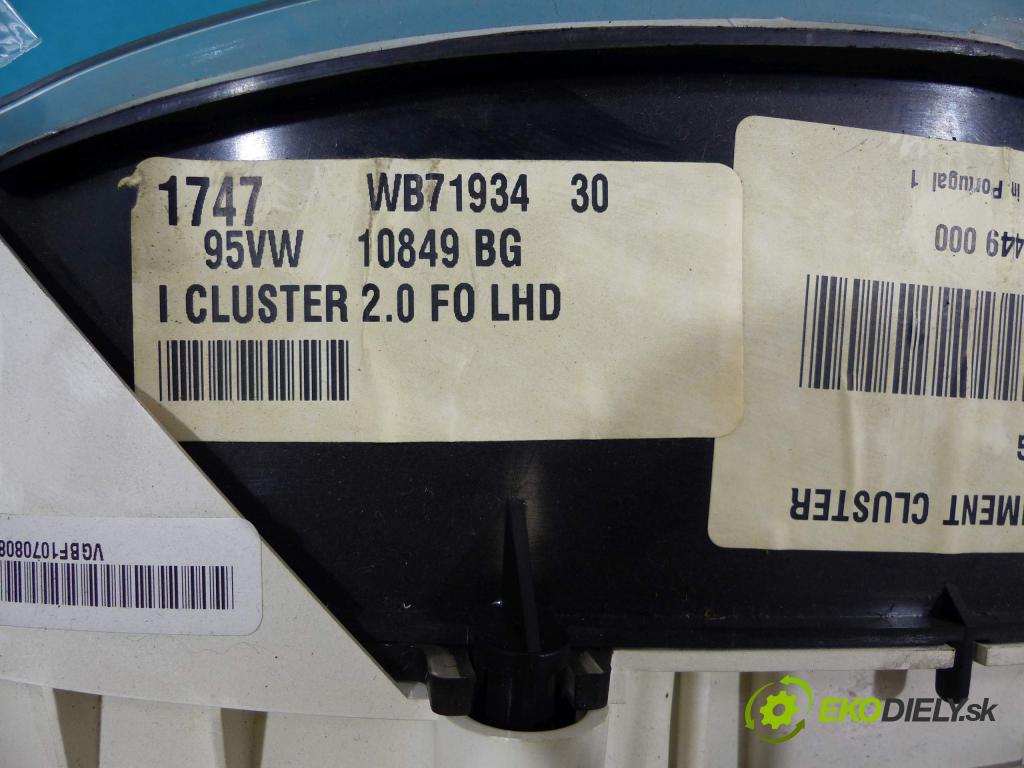 1747 WB71934 30
95VW 10849 BG
I CLUSTER 2.0 FO LHD
in Portugal 1
449 000
G
MENT CLUSTER
VGBF1070808
EKODIELY.sk